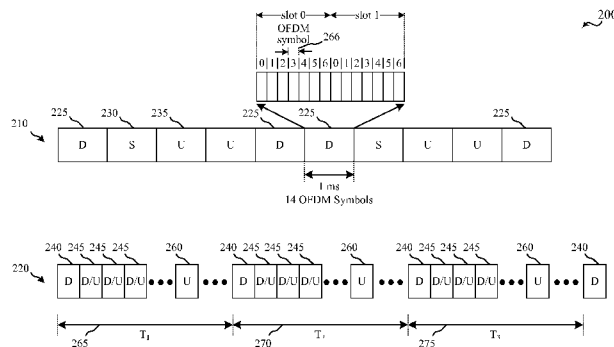 200
slot 0 slot 1
OFDM symbol 266
0 1 2 3 4 5 6 0 1 2 3 4 5 6
225 230 235 225 225 225
210
D S U U D D S U U D
1 ms
14 OFDM Symbols
240 245 245 245 260 240 245 245 245 260 240 245 245 245 260 240
220
D D/U D/U D/U U D D/U D/U D/U U D D/U D/U D/U U D
265 T₁ 270 275 T₃